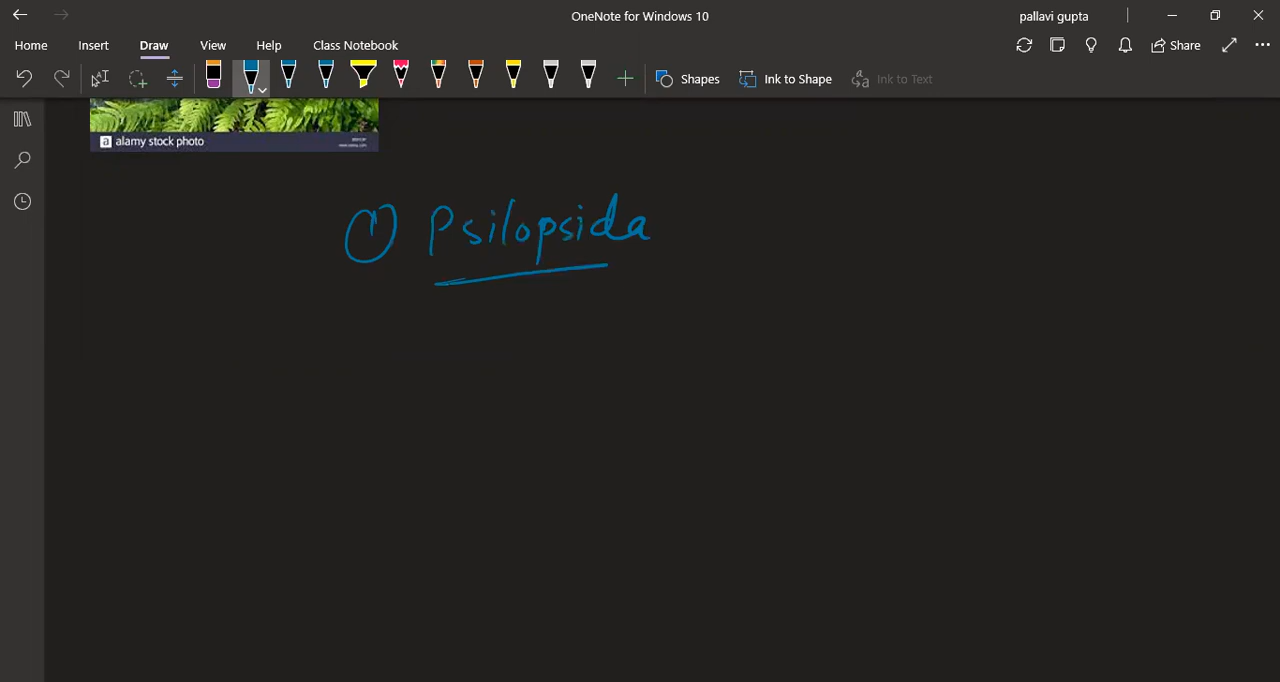 OneNote for Windows 10
pallavi gupta
Home Insert Draw View Help Class Notebook
Share
Shapes Ink to Shape Ink to Text
a alamy stock photo
① Psilopsida